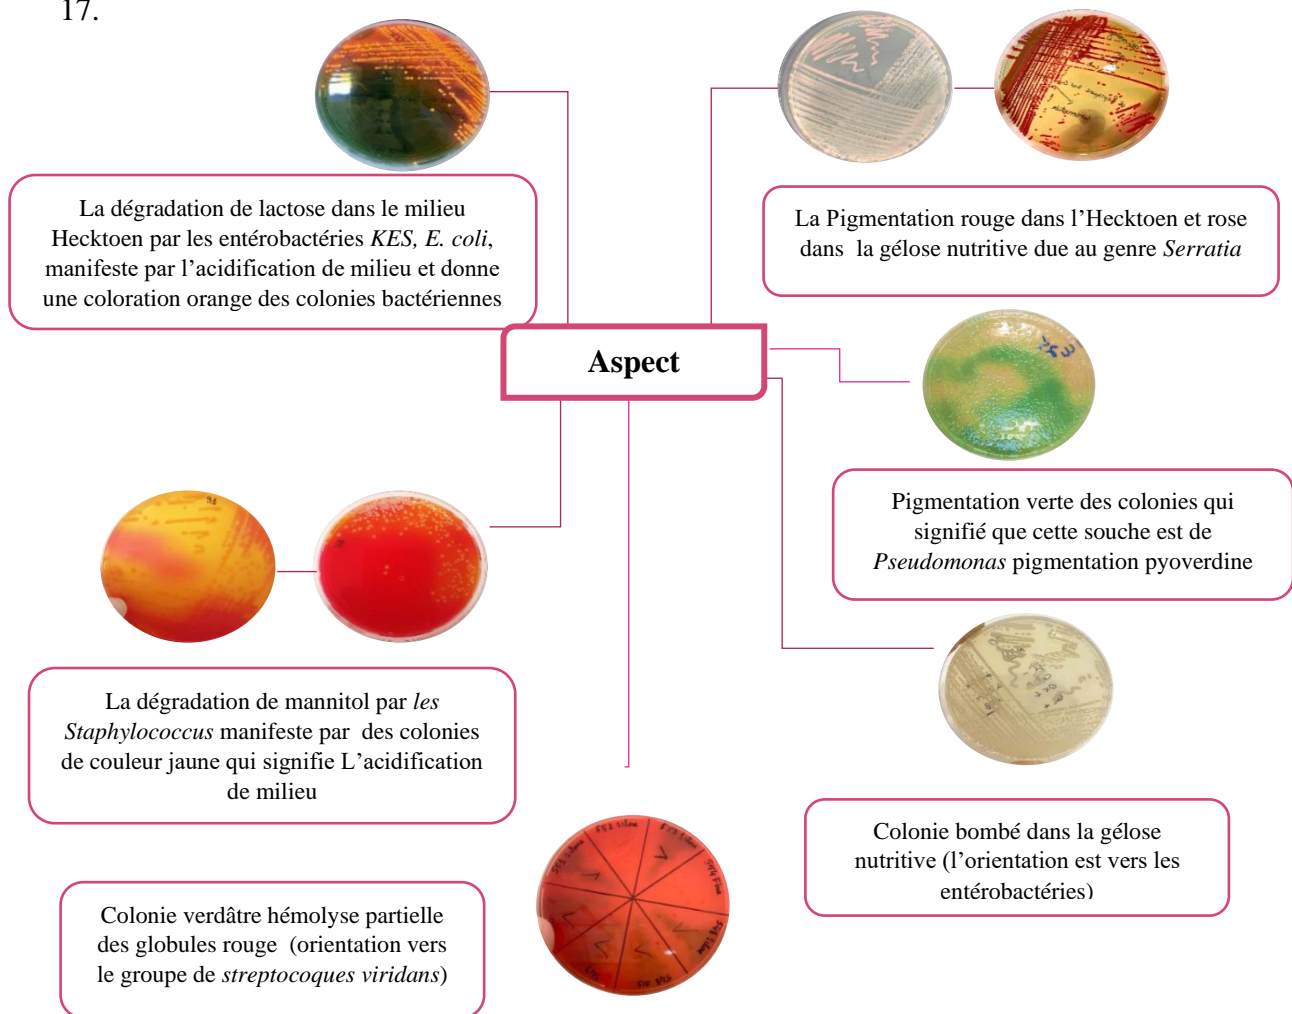 17.
La dégradation de lactose dans le milieu
Hecktoen par les entérobactéries KES, E. coli,
manifeste par l’acidification de milieu et donne
une coloration orange des colonies bactériennes
La Pigmentation rouge dans l’Hecktoen et rose
dans la gélose nutritive due au genre Serratia
Aspect
Pigmentation verte des colonies qui
signifié que cette souche est de
Pseudomonas pigmentation pyoverdine
La dégradation de mannitol par les
Staphylococcus manifeste par des colonies
de couleur jaune qui signifie L’acidification
de milieu
Colonie bombé dans la gélose
nutritive (l’orientation est vers les
entérobactéries)
Colonie verdâtre hémolyse partielle
des globules rouge (orientation vers
le groupe de streptocoques viridans)